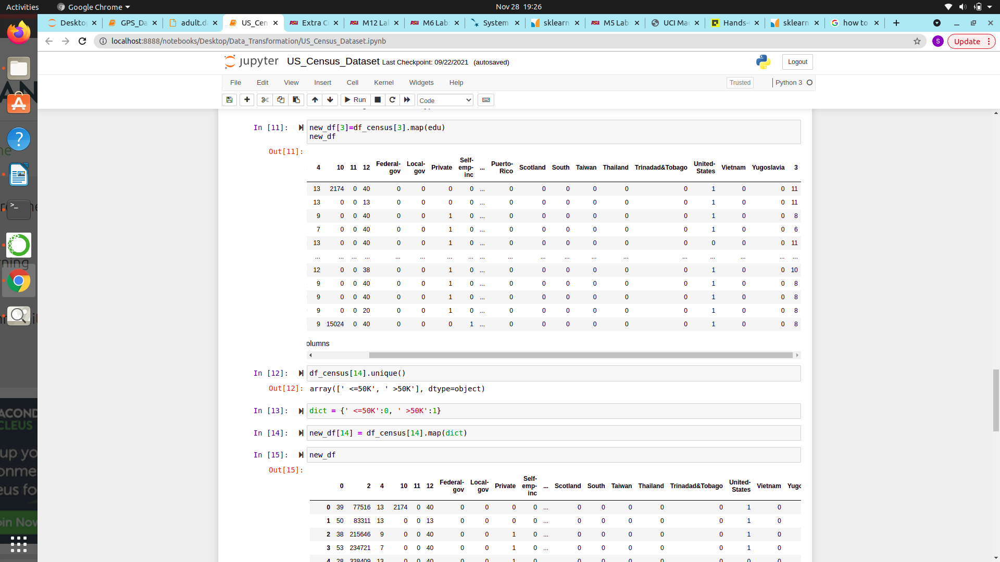 Activities Google Chrome Nov 28 19:26
Deskto GPS_Da adult.d US_Cen Extra C M12 La M6 Lab System sklearn M5 Lab UCI Ma Hands- sklearn how to
localhost:8888/notebooks/Desktop/Data_Transformation/US_Census_Dataset.ipynb S Update
jupyter US_Census_Dataset Last Checkpoint: 09/22/2021 (autosaved) Logout
File Edit View Insert Cell Kernel Widgets Help Trusted Python 3
Run Code
In [11]: new_df[3]=df_census[3].map(edu)
new_df
Out[11]:
4 10 11 12 Federal-gov Local-gov Private Self-emp-inc ... Puerto-Rico Scotland South Taiwan Thailand Trinadad&Tobago United-States Vietnam Yugoslavia 3
13 2174 0 40 0 0 0 0 ... 0 0 0 0 0 0 1 0 0 11
13 0 0 13 0 0 0 0 ... 0 0 0 0 0 0 1 0 0 11
9 0 0 40 0 0 1 0 ... 0 0 0 0 0 0 1 0 0 8
7 0 0 40 0 0 1 0 ... 0 0 0 0 0 0 1 0 0 6
13 0 0 40 0 0 1 0 ... 0 0 0 0 0 0 0 0 0 11
... ... ... ... ... ... ... ... ... ... ... ... ... ... ... ... ... ... ...
12 0 0 38 0 0 1 0 ... 0 0 0 0 0 0 1 0 0 10
9 0 0 40 0 0 1 0 ... 0 0 0 0 0 0 1 0 0 8
9 0 0 40 0 0 1 0 ... 0 0 0 0 0 0 1 0 0 8
9 0 0 20 0 0 1 0 ... 0 0 0 0 0 0 1 0 0 8
9 15024 0 40 0 0 0 1 ... 0 0 0 0 0 0 1 0 0 8
olumns
In [12]: df_census[14].unique()
Out[12]: array([' <=50K', ' >50K'], dtype=object)
In [13]: dict = {' <=50K':0, ' >50K':1}
In [14]: new_df[14] = df_census[14].map(dict)
In [15]: new_df
Out[15]:
0 2 4 10 11 12 Federal-gov Local-gov Private Self-emp-inc ... Scotland South Taiwan Thailand Trinadad&Tobago United-States Vietnam Yugo
0 39 77516 13 2174 0 40 0 0 0 0 ... 0 0 0 0 0 1 0
1 50 83311 13 0 0 13 0 0 0 0 ... 0 0 0 0 0 1 0
2 38 215646 9 0 0 40 0 0 1 0 ... 0 0 0 0 0 1 0
3 53 234721 7 0 0 40 0 0 1 0 ... 0 0 0 0 0 1 0
4 28 338409 13 0 0 40 0 0 1 0 ... 0 0 0 0 0 0 0